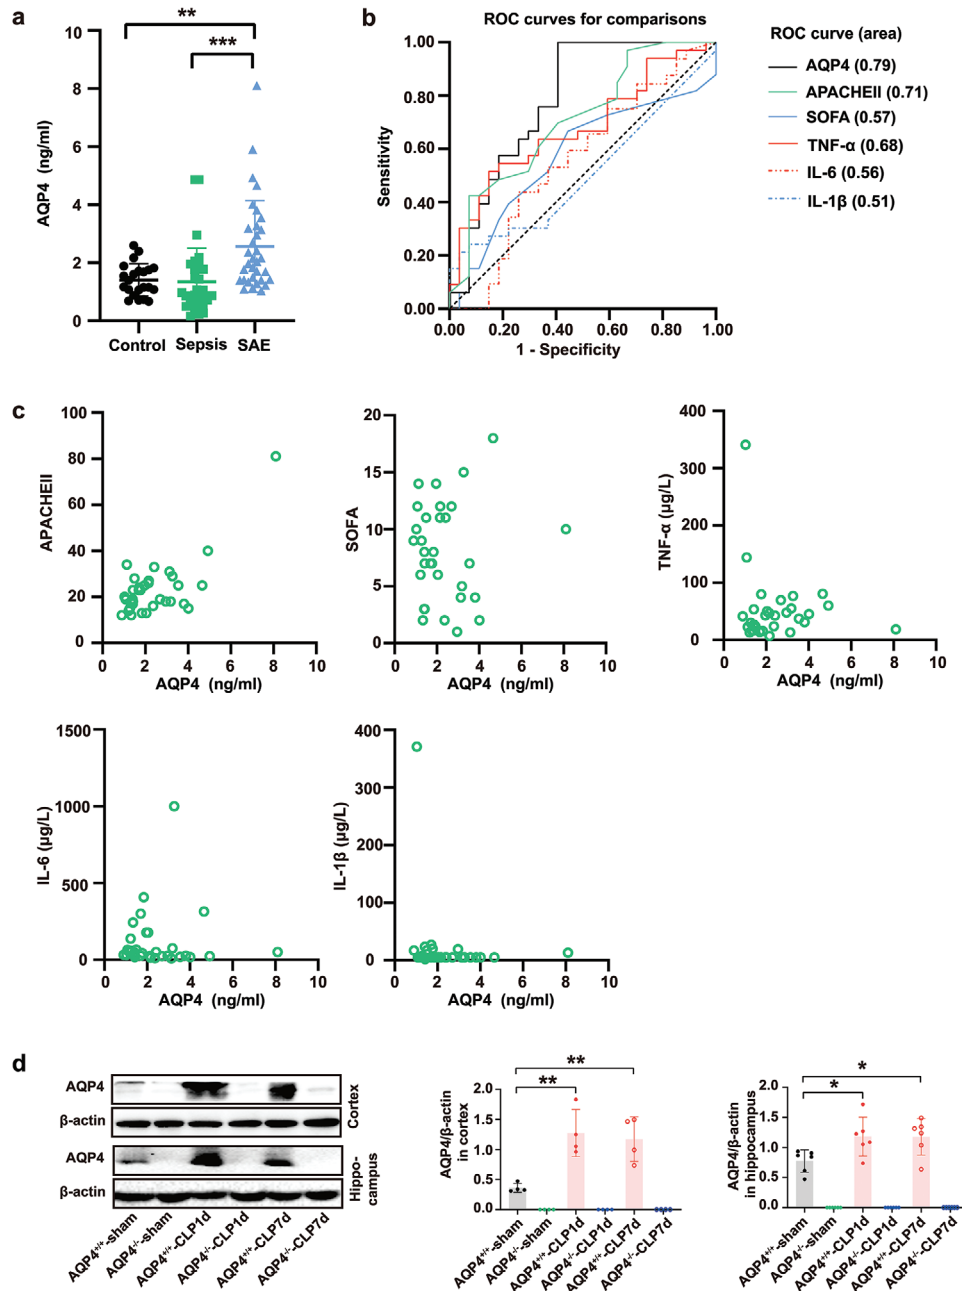 a
**
***
AQP4 (ng/ml)
10
8
6
4
2
0
Control
Sepsis
SAE
b
ROC curves for comparisons
Sensitivity
1.00
0.80
0.60
0.40
0.20
0.00
0.00 0.20 0.40 0.60 0.80 1.00
1 - Specificity
ROC curve (area)
AQP4 (0.79)
APACHEII (0.71)
SOFA (0.57)
TNF-α (0.68)
IL-6 (0.56)
IL-1β (0.51)
c
APACHEII
100
80
60
40
20
0
0 2 4 6 8 10
AQP4 (ng/ml)
SOFA
20
15
10
5
0
0 2 4 6 8 10
AQP4 (ng/ml)
TNF-α (μg/L)
400
300
200
100
0
0 2 4 6 8 10
AQP4 (ng/ml)
IL-6 (μg/L)
1500
1000
500
0
0 2 4 6 8 10
AQP4 (ng/ml)
IL-1β (μg/L)
400
300
200
100
0
0 2 4 6 8 10
AQP4 (ng/ml)
d
AQP4
β-actin
Cortex
AQP4
β-actin
Hippo-
campus
AQP4+/+-sham
AQP4-/-sham
AQP4+/+-CLP1d
AQP4-/-CLP1d
AQP4+/+-CLP7d
AQP4-/-CLP7d
**
**
AQP4/β-actin
in cortex
2.0
1.5
1.0
0.5
0.0
AQP4+/+-sham
AQP4-/-sham
AQP4+/+-CLP1d
AQP4-/-CLP1d
AQP4+/+-CLP7d
AQP4-/-CLP7d
*
*
AQP4/β-actin
in hippocampus
2.0
1.5
1.0
0.5
0.0
AQP4+/+-sham
AQP4-/-sham
AQP4+/+-CLP1d
AQP4-/-CLP1d
AQP4+/+-CLP7d
AQP4-/-CLP7d